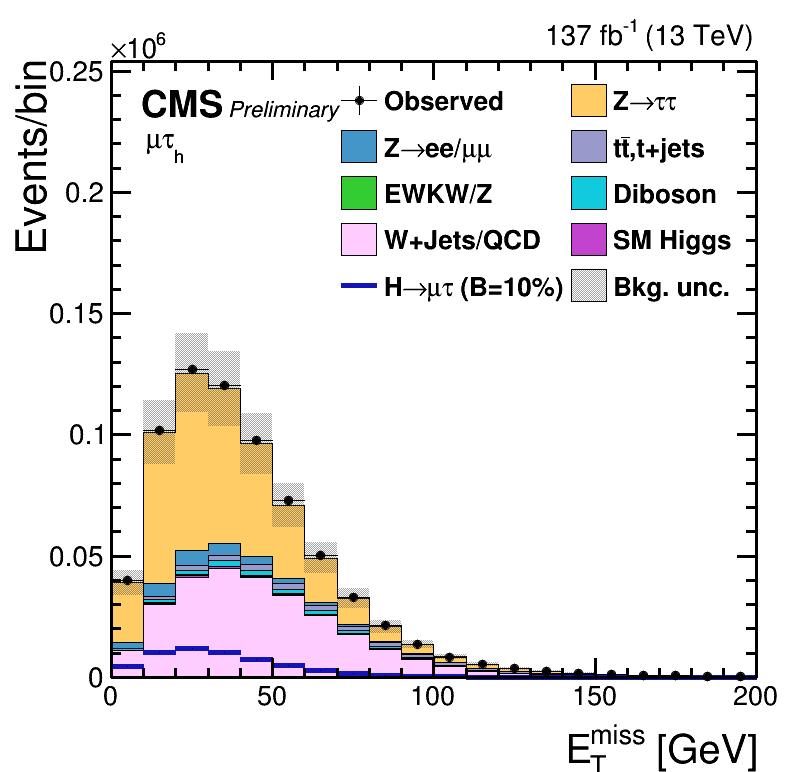 ×10⁶
137 fb⁻¹ (13 TeV)
Events/bin
0.25
0.2
0.15
0.1
0.05
0
CMS Preliminary
μτₕ
Observed
Z→ττ
Z→ee/μμ
tt̅,t+jets
EWKW/Z
Diboson
W+Jets/QCD
SM Higgs
H→μτ (B=10%)
Bkg. unc.
0 50 100 150 200
E_T^miss [GeV]